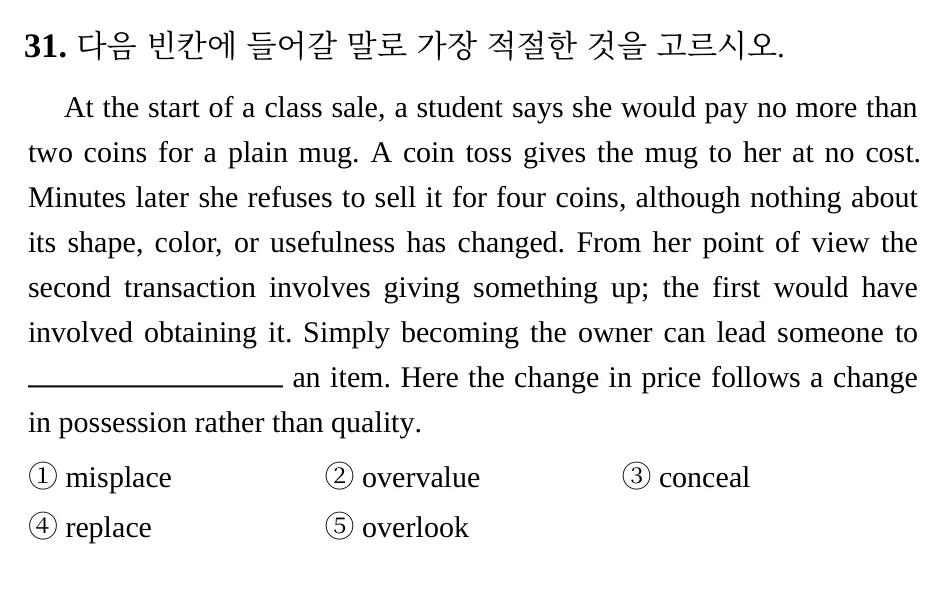 31. 다음 빈칸에 들어갈 말로 가장 적절한 것을 고르시오.
At the start of a class sale, a student says she would pay no more than
two coins for a plain mug. A coin toss gives the mug to her at no cost.
Minutes later she refuses to sell it for four coins, although nothing about
its shape, color, or usefulness has changed. From her point of view the
second transaction involves giving something up; the first would have
involved obtaining it. Simply becoming the owner can lead someone to
_________________ an item. Here the change in price follows a change
in possession rather than quality.
① misplace ② overvalue ③ conceal
④ replace ⑤ overlook